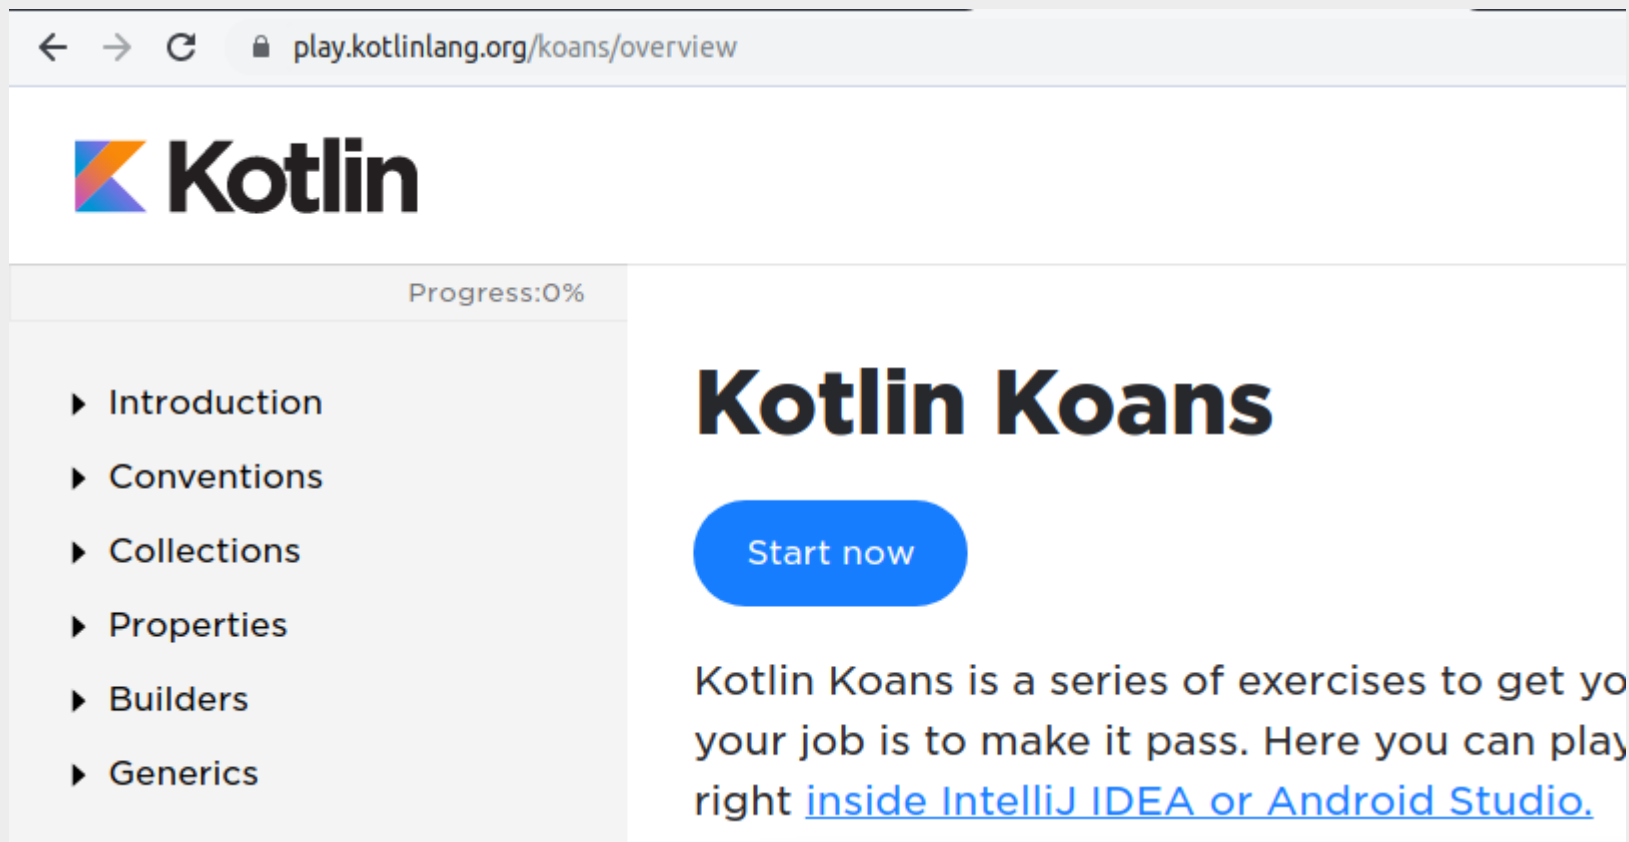 play.kotlinlang.org/koans/overview
Kotlin
Progress:0%
Introduction
Conventions
Collections
Properties
Builders
Generics
Kotlin Koans
Start now
Kotlin Koans is a series of exercises to get yo
your job is to make it pass. Here you can play
right inside IntelliJ IDEA or Android Studio.